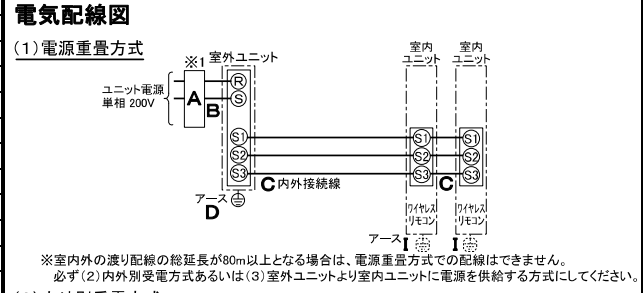 電気配線図
(1)電源重畳方式
※1 室外ユニット
室内
ユニット
室内
ユニット
ユニット電源
単相 200V
A
B
R
S
S1
S2
S3
S1
S2
S3
S1
S2
S3
C 内外接続線
C
アース
D
ワイヤレス
リモコン
ワイヤレス
リモコン
アース I
I
※室内外の渡り配線の総延長が80m以上となる場合は、電源重畳方式での配線はできません。
必ず(2)内外別受電方式あるいは(3)室外ユニットより室内ユニットに電源を供給する方式にしてください。